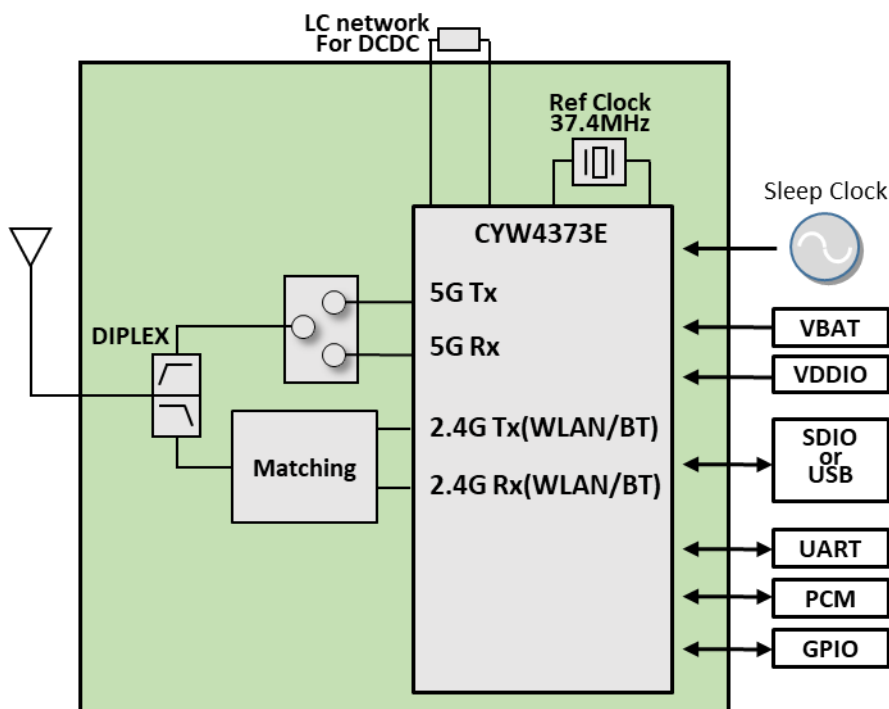 LC network
For DCDC
Ref Clock
37.4MHz
Sleep Clock
CYW4373E
5G Tx
VBAT
DIPLEX
5G Rx
VDDIO
2.4G Tx(WLAN/BT)
SDIO
or
USB
Matching
2.4G Rx(WLAN/BT)
UART
PCM
GPIO